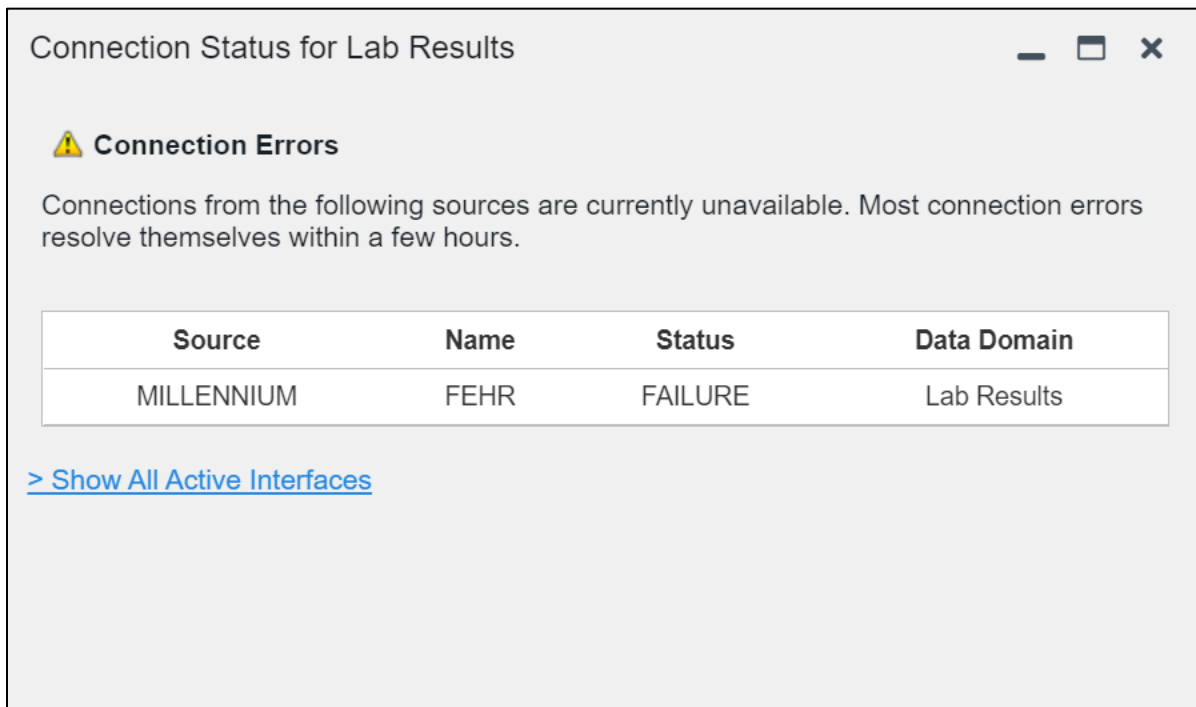 Connection Status for Lab Results
Connection Errors
Connections from the following sources are currently unavailable. Most connection errors
resolve themselves within a few hours.
Source Name Status Data Domain
MILLENNIUM FEHR FAILURE Lab Results
> Show All Active Interfaces